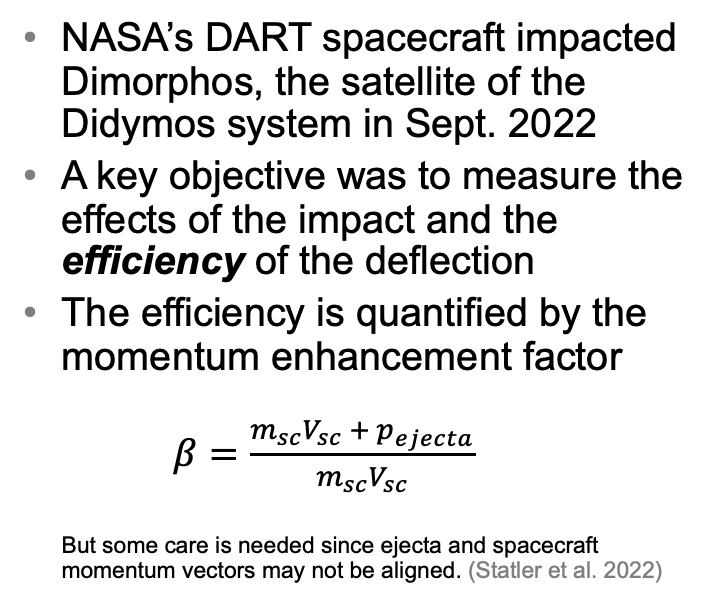 • NASA’s DART spacecraft impacted
Dimorphos, the satellite of the
Didymos system in Sept. 2022
• A key objective was to measure the
effects of the impact and the
efficiency of the deflection
• The efficiency is quantified by the
momentum enhancement factor
β = (m_sc V_sc + p_ejecta) / (m_sc V_sc)
But some care is needed since ejecta and spacecraft
momentum vectors may not be aligned. (Statler et al. 2022)